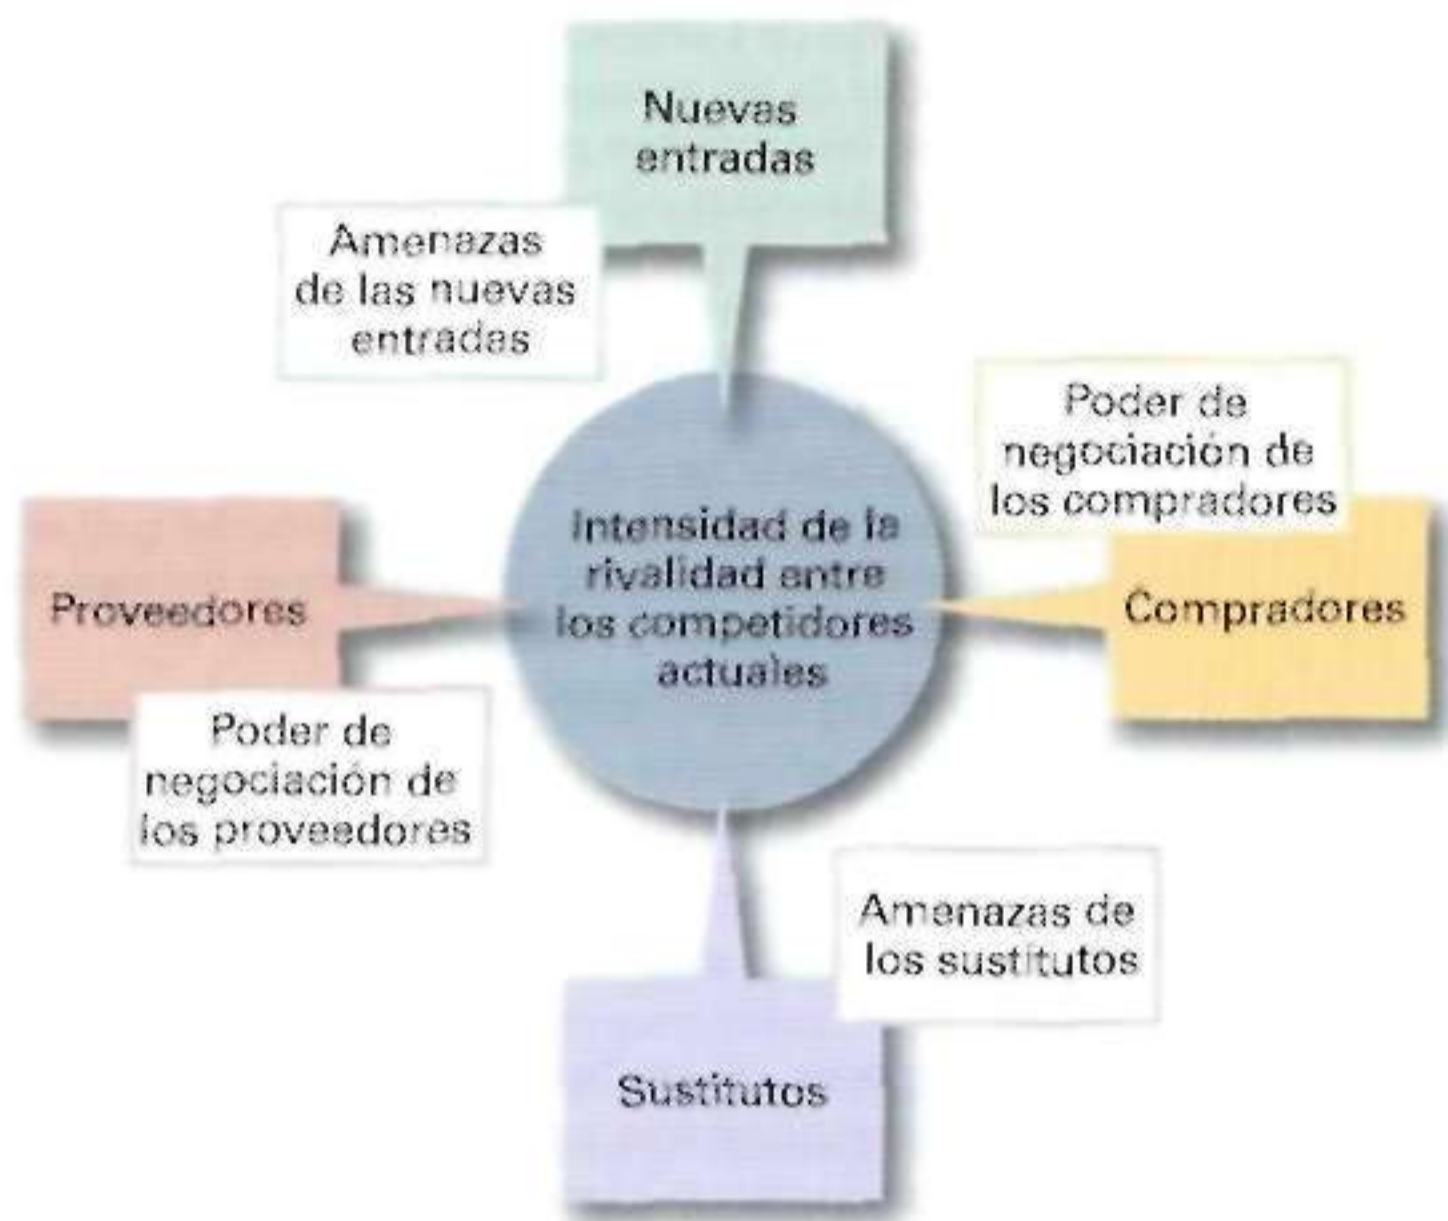 Nuevas
entradas
Amenazas
de las nuevas
entradas
Poder de
negociación de
los compradores
Intensidad de la
rivalidad entre
los competidores
actuales
Proveedores
Compradores
Poder de
negociación de
los proveedores
Amenazas de
los sustitutos
Sustitutos